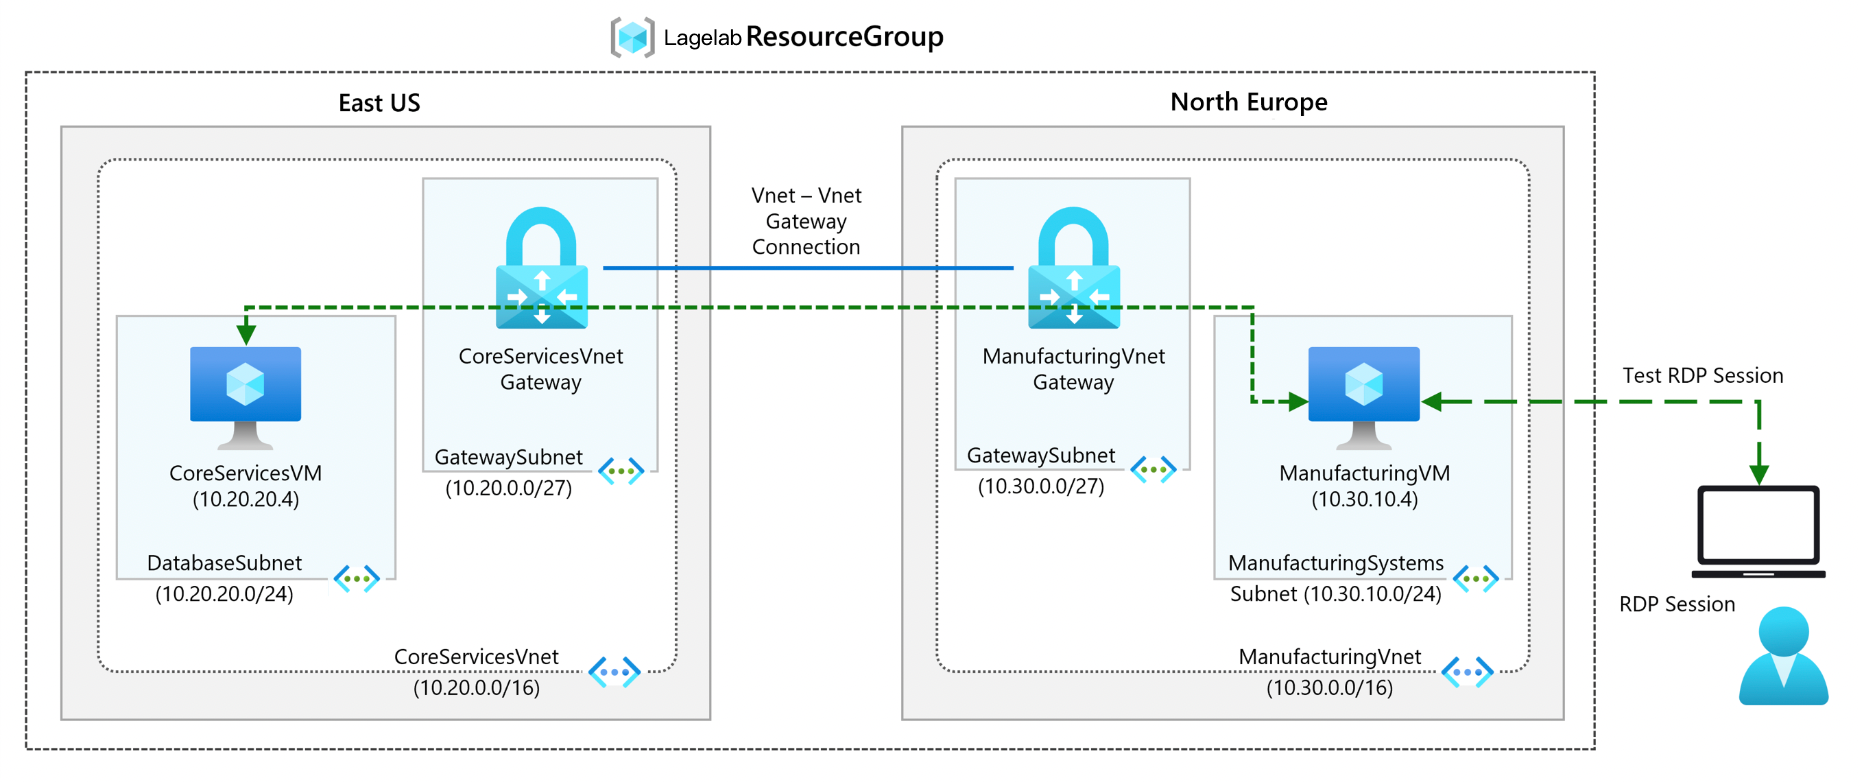 Lagelab ResourceGroup
East US
North Europe
Vnet – Vnet
Gateway
Connection
CoreServicesVnet
Gateway
GatewaySubnet
(10.20.0.0/27)
CoreServicesVM
(10.20.20.4)
DatabaseSubnet
(10.20.20.0/24)
CoreServicesVnet
(10.20.0.0/16)
ManufacturingVnet
Gateway
GatewaySubnet
(10.30.0.0/27)
ManufacturingVM
(10.30.10.4)
ManufacturingSystems
Subnet (10.30.10.0/24)
ManufacturingVnet
(10.30.0.0/16)
Test RDP Session
RDP Session